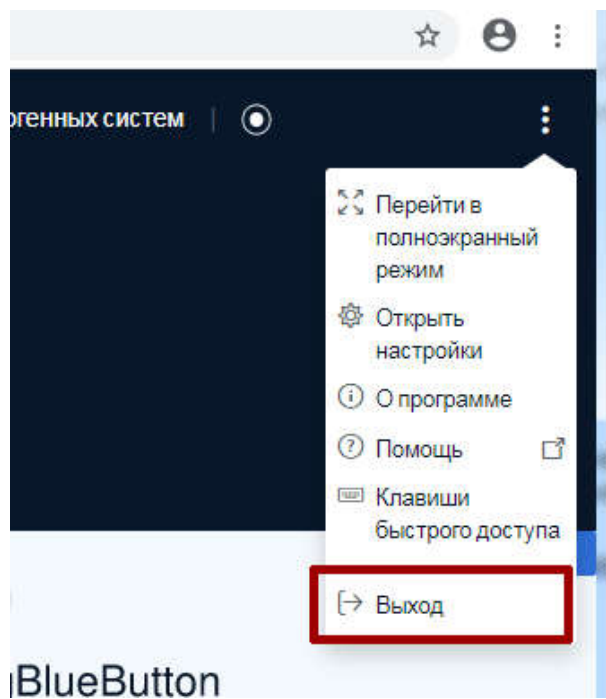 огенных систем
Перейти в
полноэкранный
режим
Открыть
настройки
О программе
Помощь
Клавиши
быстрого доступа
Выход
BlueButton